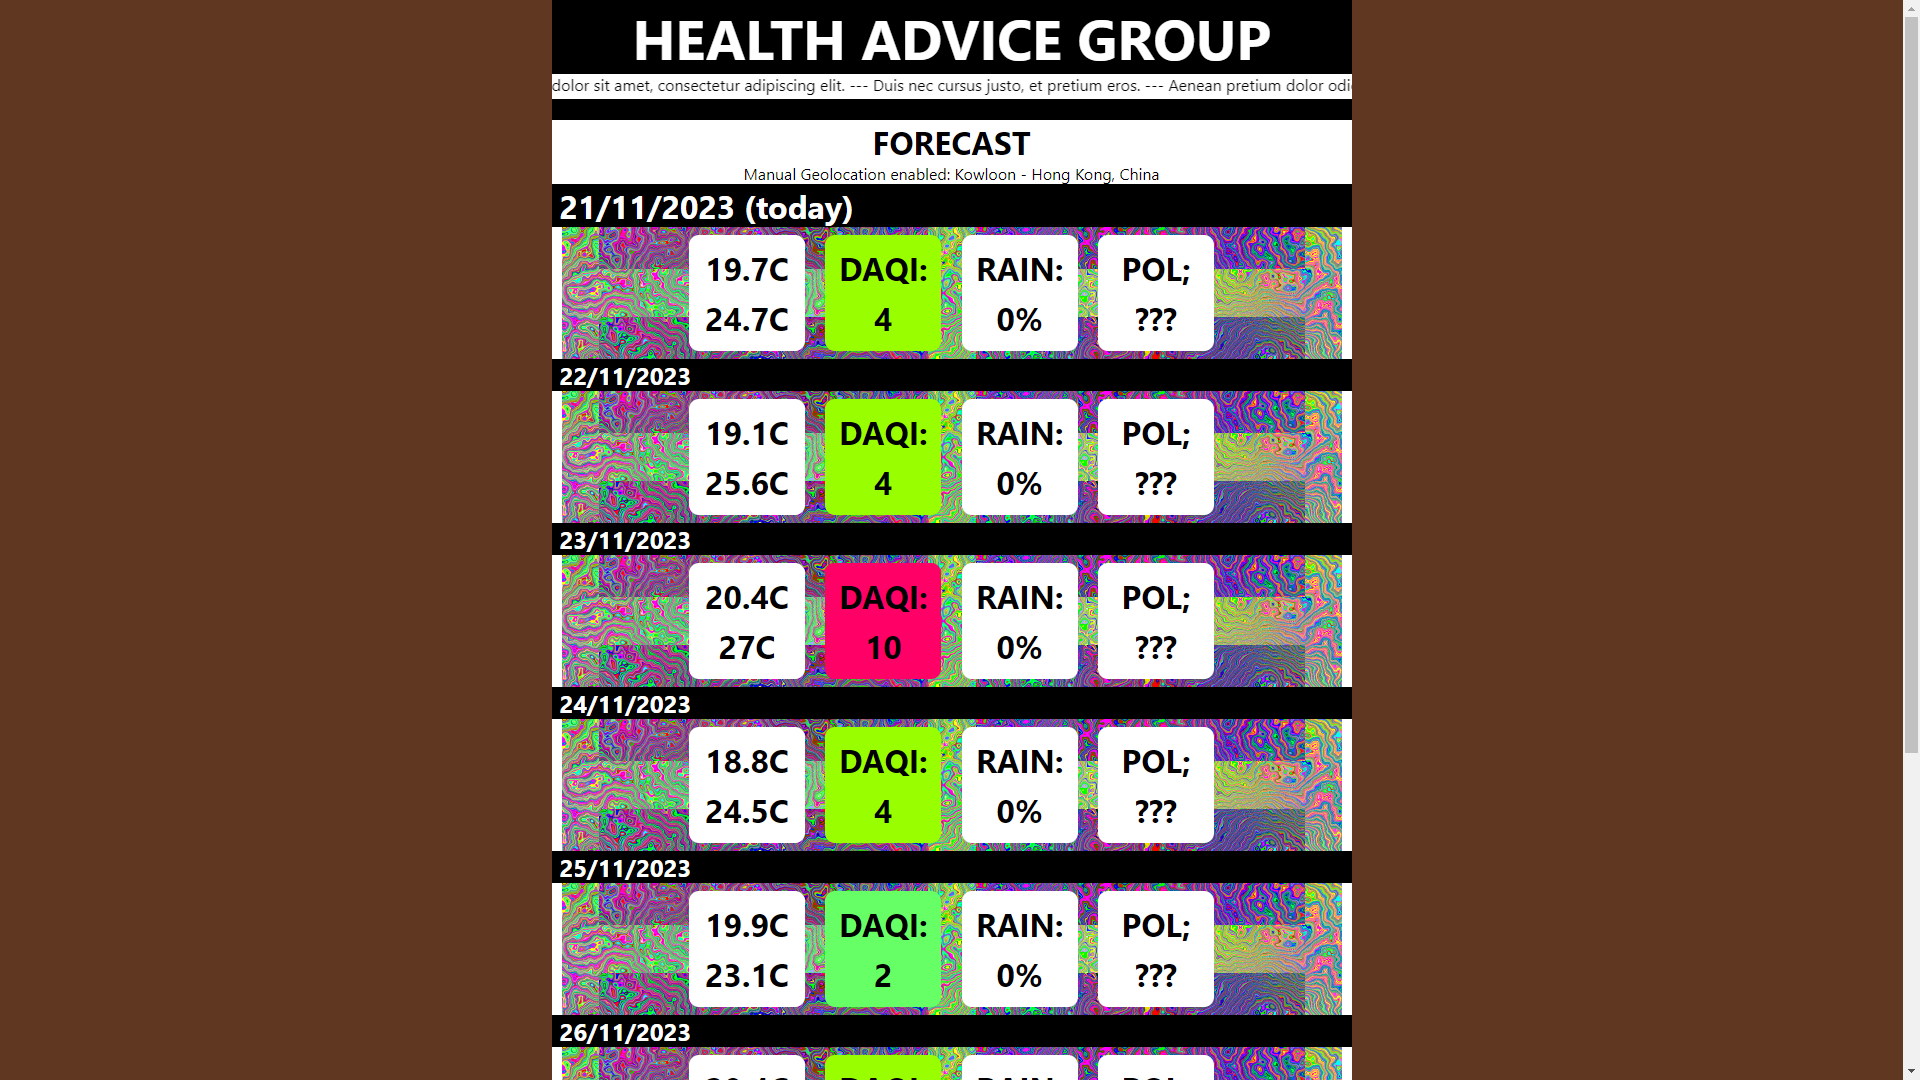 HEALTH ADVICE GROUP
dolor sit amet, consectetur adipiscing elit. --- Duis nec cursus justo, et pretium eros. --- Aenean pretium dolor
FORECAST
Manual Geolocation enabled: Kowloon - Hong Kong, China
21/11/2023 (today)
19.7C DAQI: RAIN: POL;
24.7C 4 0% ???
22/11/2023
19.1C DAQI: RAIN: POL;
25.6C 4 0% ???
23/11/2023
20.4C DAQI: RAIN: POL;
27C 10 0% ???
24/11/2023
18.8C DAQI: RAIN: POL;
24.5C 4 0% ???
25/11/2023
19.9C DAQI: RAIN: POL;
23.1C 2 0% ???
26/11/2023